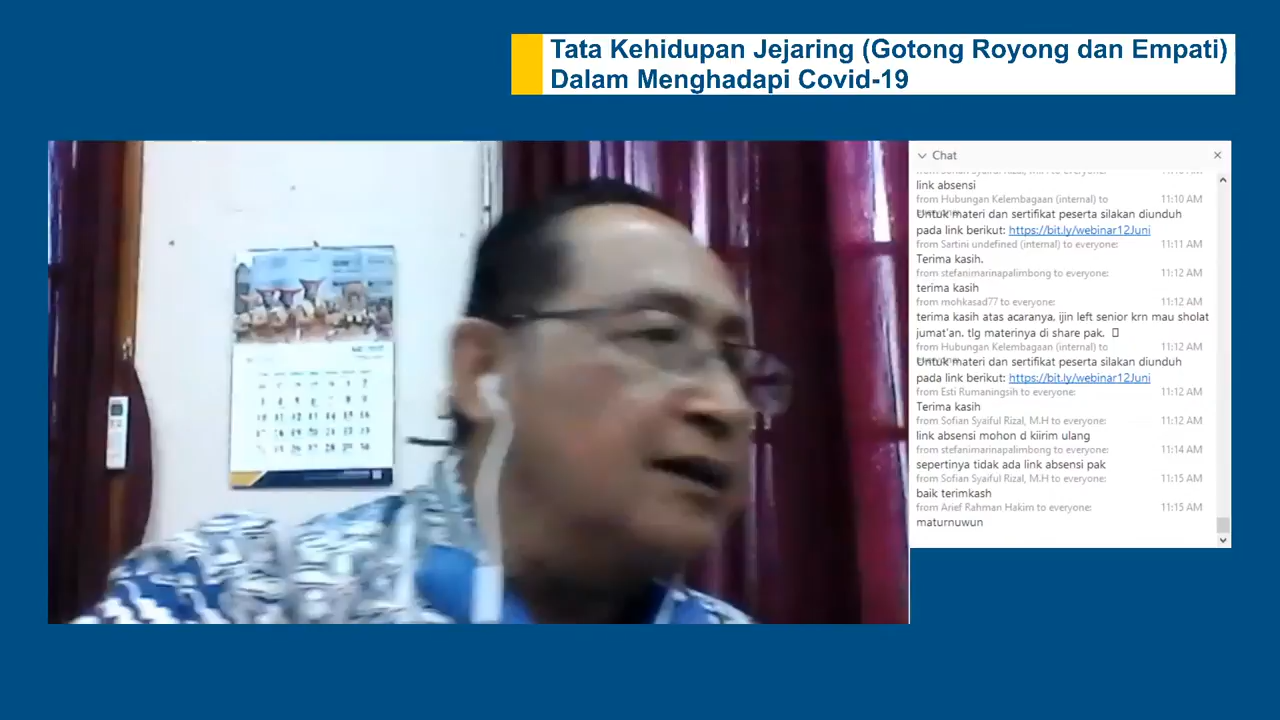 Tata Kehidupan Jejaring (Gotong Royong dan Empati)
Dalam Menghadapi Covid-19
Chat
link absensi
from Hubungan Kelembagaan (internal) to 11:10 AM
Untuk materi dan sertifikat peserta silakan diunduh
pada link berikut: https://bit.ly/webinar12Juni
from Sartini undefined (internal) to everyone: 11:11 AM
Terima kasih.
from stefanimarinapalimbong to everyone: 11:12 AM
terima kasih
from mohkasad77 to everyone: 11:12 AM
terima kasih atas acaranya, ijin left senior krn mau sholat
jumat'an. tlg materinya di share pak.
from Hubungan Kelembagaan (internal) to 11:12 AM
Untuk materi dan sertifikat peserta silakan diunduh
pada link berikut: https://bit.ly/webinar12Juni
from Esti Rumaningsih to everyone: 11:12 AM
Terima kasih
from Sofian Syaiful Rizal, M.H to everyone: 11:12 AM
link absensi mohon d kiirim ulang
from stefanimarinapalimbong to everyone: 11:14 AM
sepertinya tidak ada link absensi pak
from Sofian Syaiful Rizal, M.H to everyone: 11:15 AM
baik terimkash
from Arief Rahman Hakim to everyone: 11:15 AM
maturnuwun